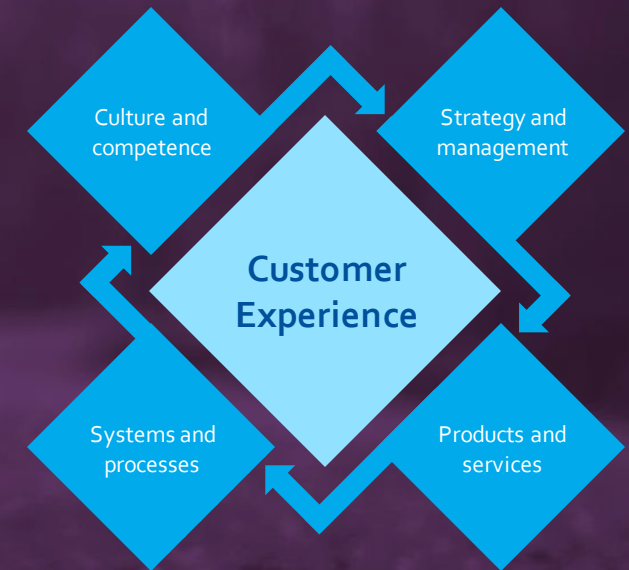 Culture and
competence
Strategy and
management
Customer
Experience
Systems and
processes
Products and
services